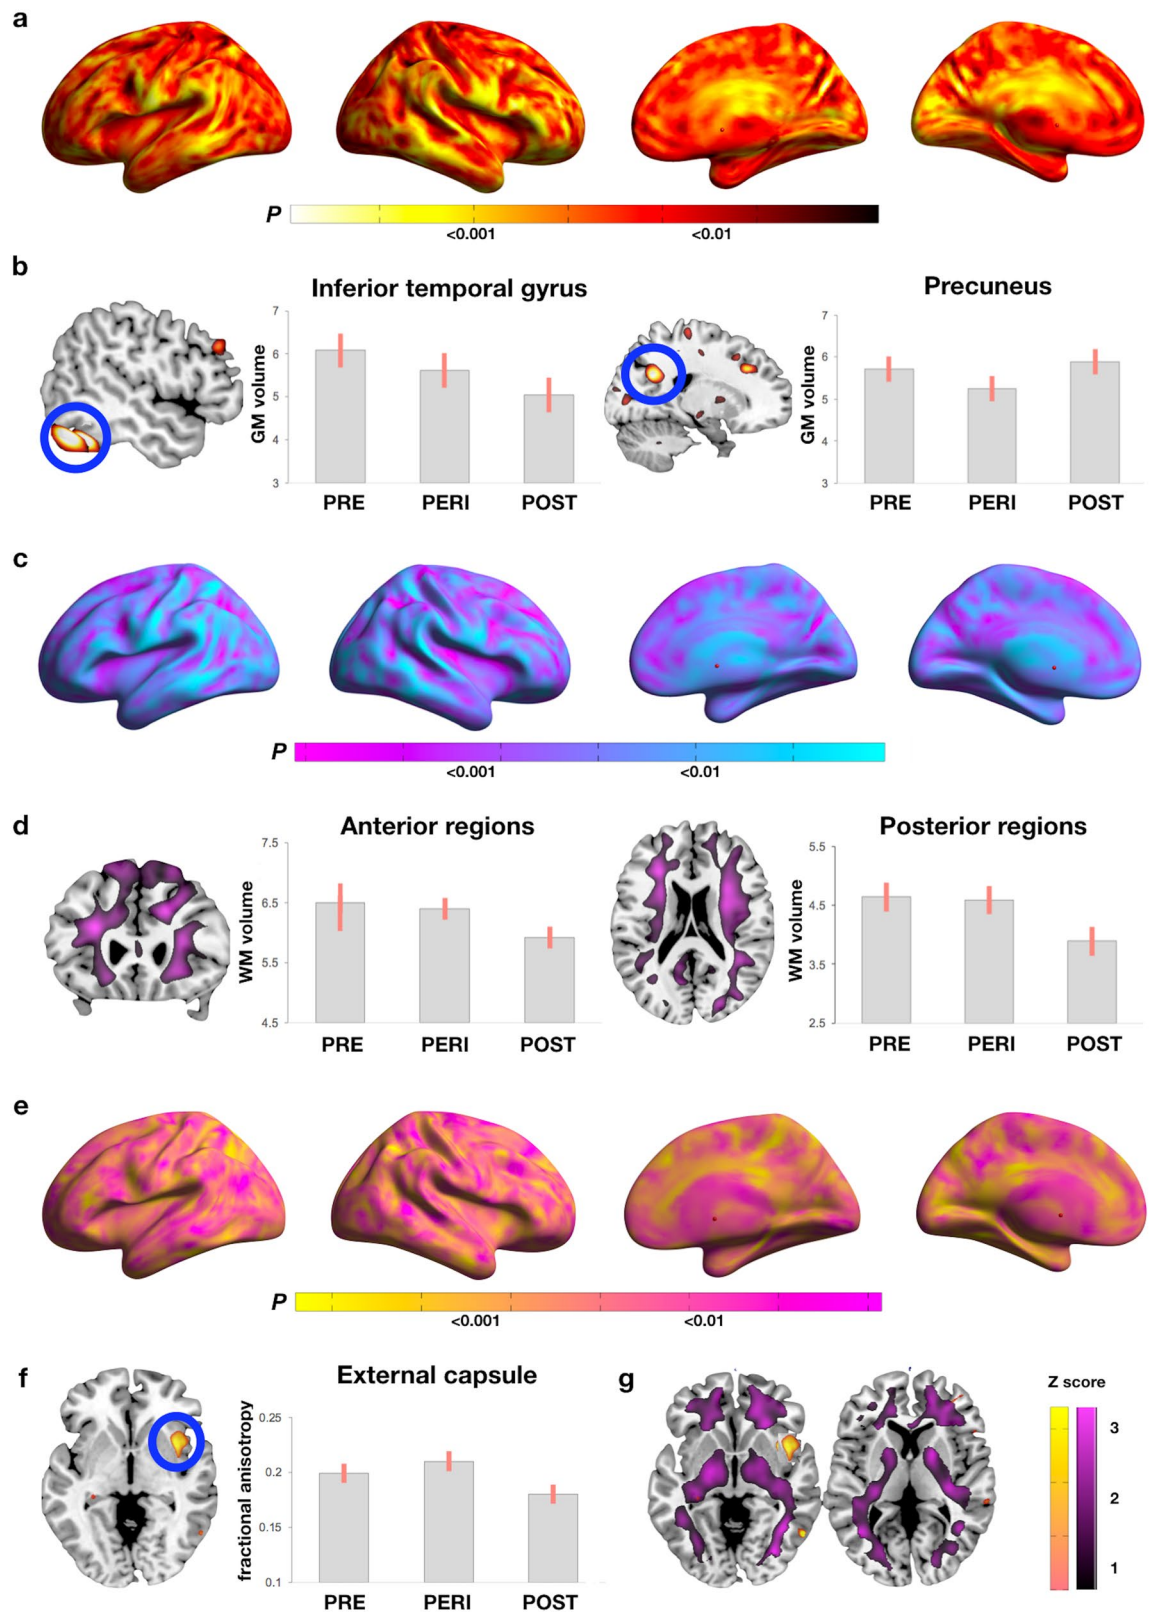 a
P
<0.001 <0.01
b
Inferior temporal gyrus
GM volume
7
6
5
4
3
PRE PERI POST
Precuneus
GM volume
7
6
5
4
3
PRE PERI POST
c
P
<0.001 <0.01
d
Anterior regions
WM volume
7.5
6.5
5.5
4.5
PRE PERI POST
Posterior regions
WM volume
5.5
4.5
3.5
2.5
PRE PERI POST
e
P
<0.001 <0.01
f
External capsule
fractional anisotropy
0.25
0.2
0.15
0.1
PRE PERI POST
g
Z score
3
2
1